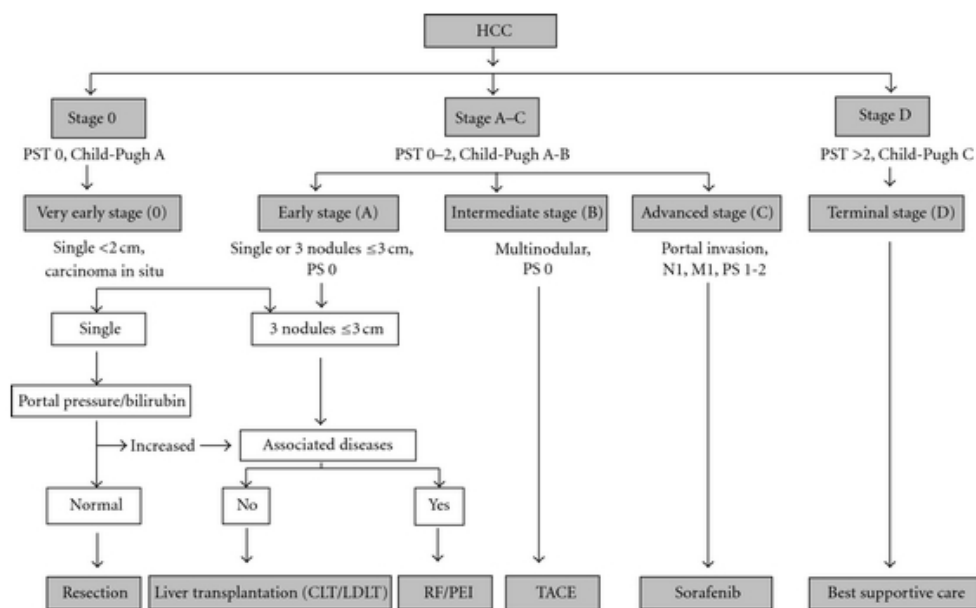 HCC
Stage 0
Stage A–C
Stage D
PST 0, Child-Pugh A
PST 0–2, Child-Pugh A-B
PST >2, Child-Pugh C
Very early stage (0)
Early stage (A)
Intermediate stage (B)
Advanced stage (C)
Terminal stage (D)
Single <2 cm,
carcinoma in situ
Single or 3 nodules ≤3 cm,
PS 0
Multinodular,
PS 0
Portal invasion,
N1, M1, PS 1-2
Single
3 nodules ≤3 cm
Portal pressure/bilirubin
Increased
Associated diseases
Normal
No
Yes
Resection
Liver transplantation (CLT/LDLT)
RF/PEI
TACE
Sorafenib
Best supportive care